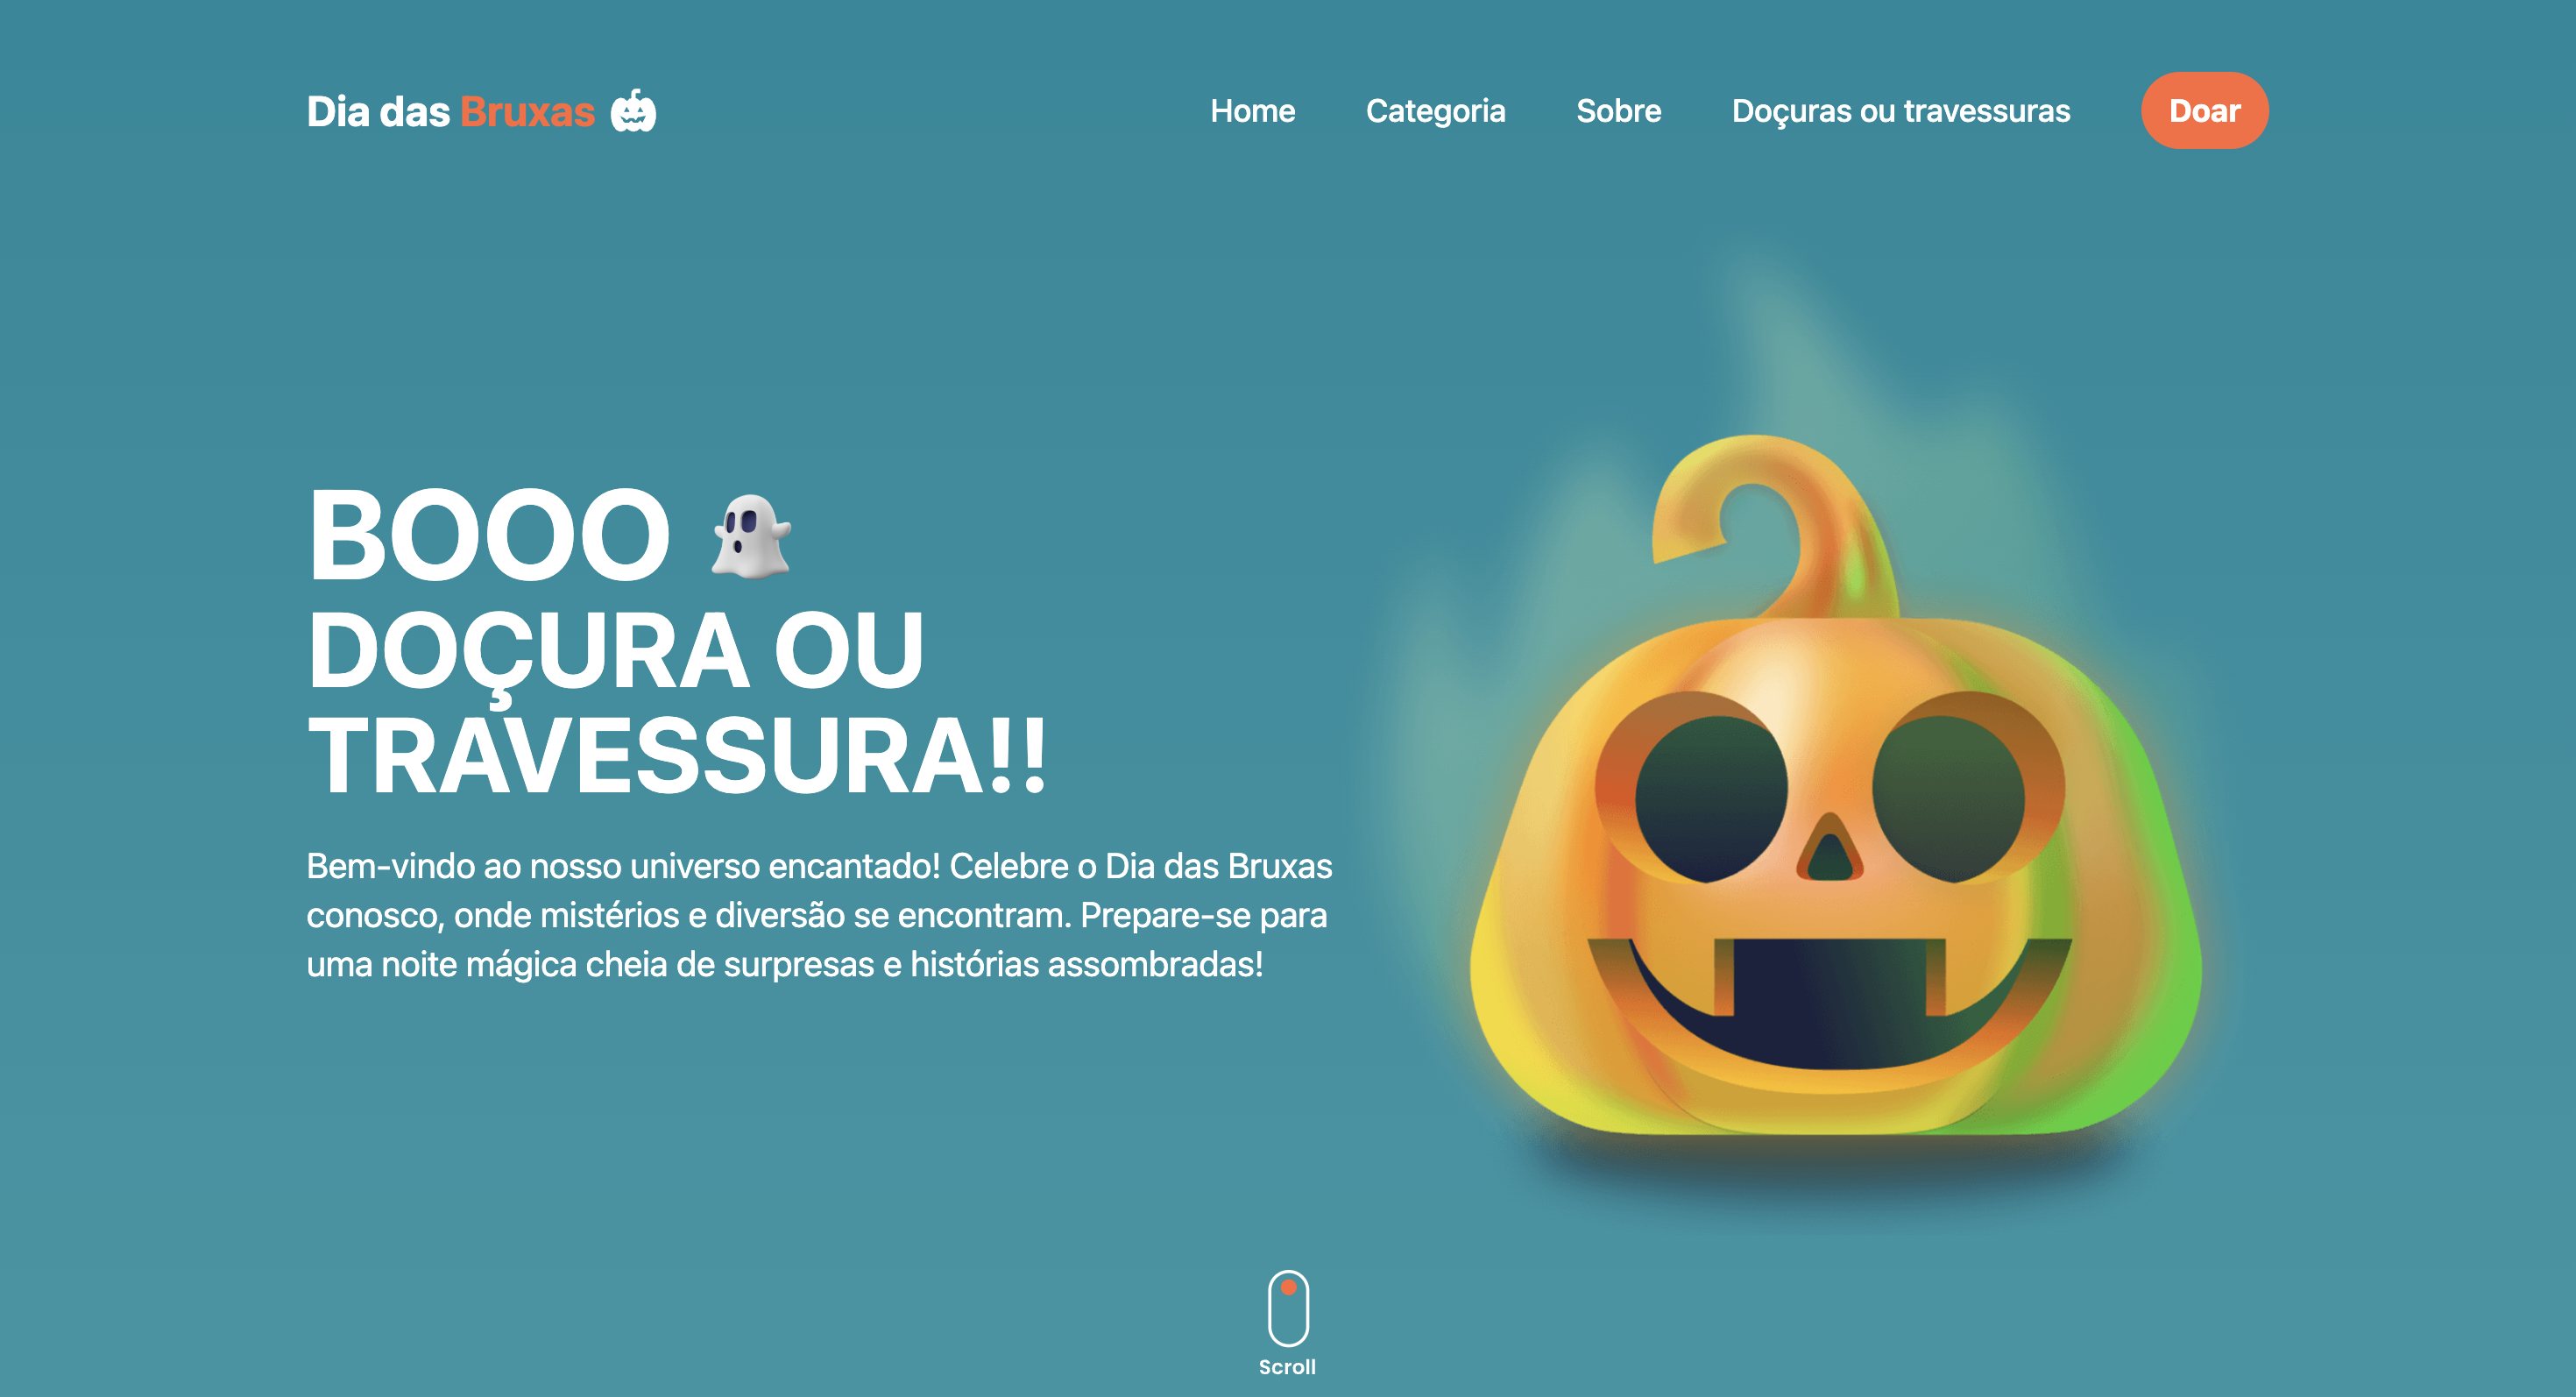 Dia das Bruxas
Home Categoria Sobre Doçuras ou travessuras Doar
BOOO
DOÇURA OU
TRAVESSURA!!
Bem-vindo ao nosso universo encantado! Celebre o Dia das Bruxas
conosco, onde mistérios e diversão se encontram. Prepare-se para
uma noite mágica cheia de surpresas e histórias assombradas!
Scroll